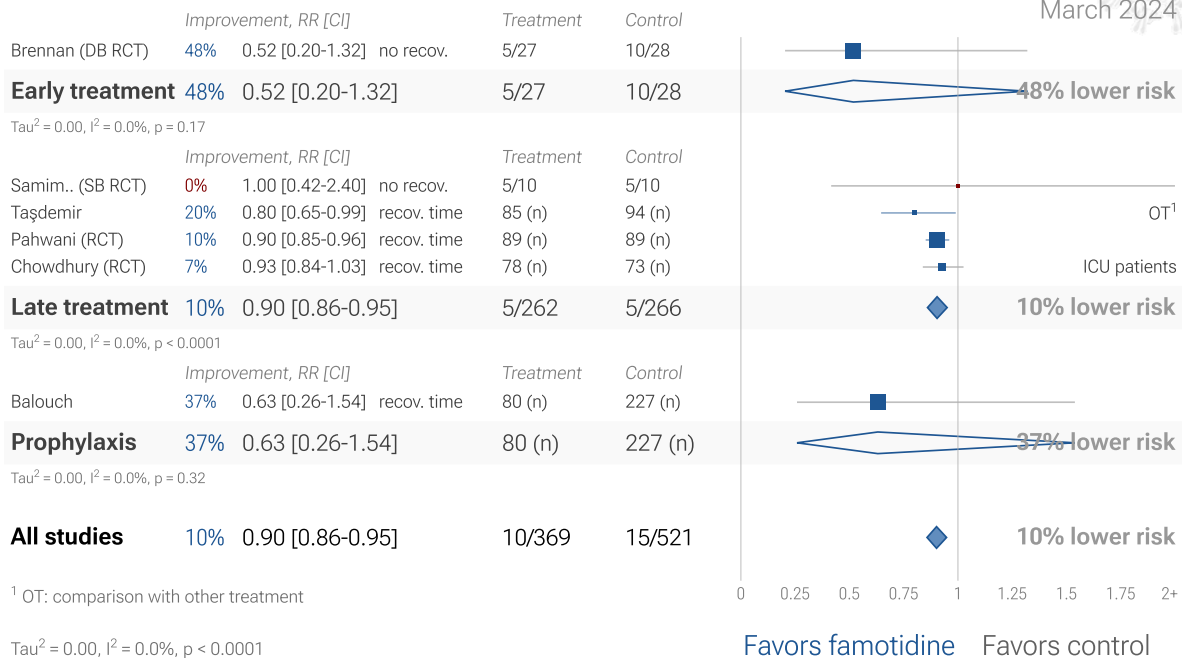 March 2024
Improvement, RR [CI] Treatment Control
Brennan (DB RCT) 48% 0.52 [0.20-1.32] no recov. 5/27 10/28
Early treatment 48% 0.52 [0.20-1.32] 5/27 10/28 48% lower risk
Tau² = 0.00, I² = 0.0%, p = 0.17
Improvement, RR [CI] Treatment Control
Samim.. (SB RCT) 0% 1.00 [0.42-2.40] no recov. 5/10 5/10
Taşdemir 20% 0.80 [0.65-0.99] recov. time 85 (n) 94 (n) OT¹
Pahwani (RCT) 10% 0.90 [0.85-0.96] recov. time 89 (n) 89 (n)
Chowdhury (RCT) 7% 0.93 [0.84-1.03] recov. time 78 (n) 73 (n) ICU patients
Late treatment 10% 0.90 [0.86-0.95] 5/262 5/266 10% lower risk
Tau² = 0.00, I² = 0.0%, p < 0.0001
Improvement, RR [CI] Treatment Control
Balouch 37% 0.63 [0.26-1.54] recov. time 80 (n) 227 (n)
Prophylaxis 37% 0.63 [0.26-1.54] 80 (n) 227 (n) 37% lower risk
Tau² = 0.00, I² = 0.0%, p = 0.32
All studies 10% 0.90 [0.86-0.95] 10/369 15/521 10% lower risk
0 0.25 0.5 0.75 1 1.25 1.5 1.75 2+
¹ OT: comparison with other treatment
Tau² = 0.00, I² = 0.0%, p < 0.0001
Favors famotidine Favors control